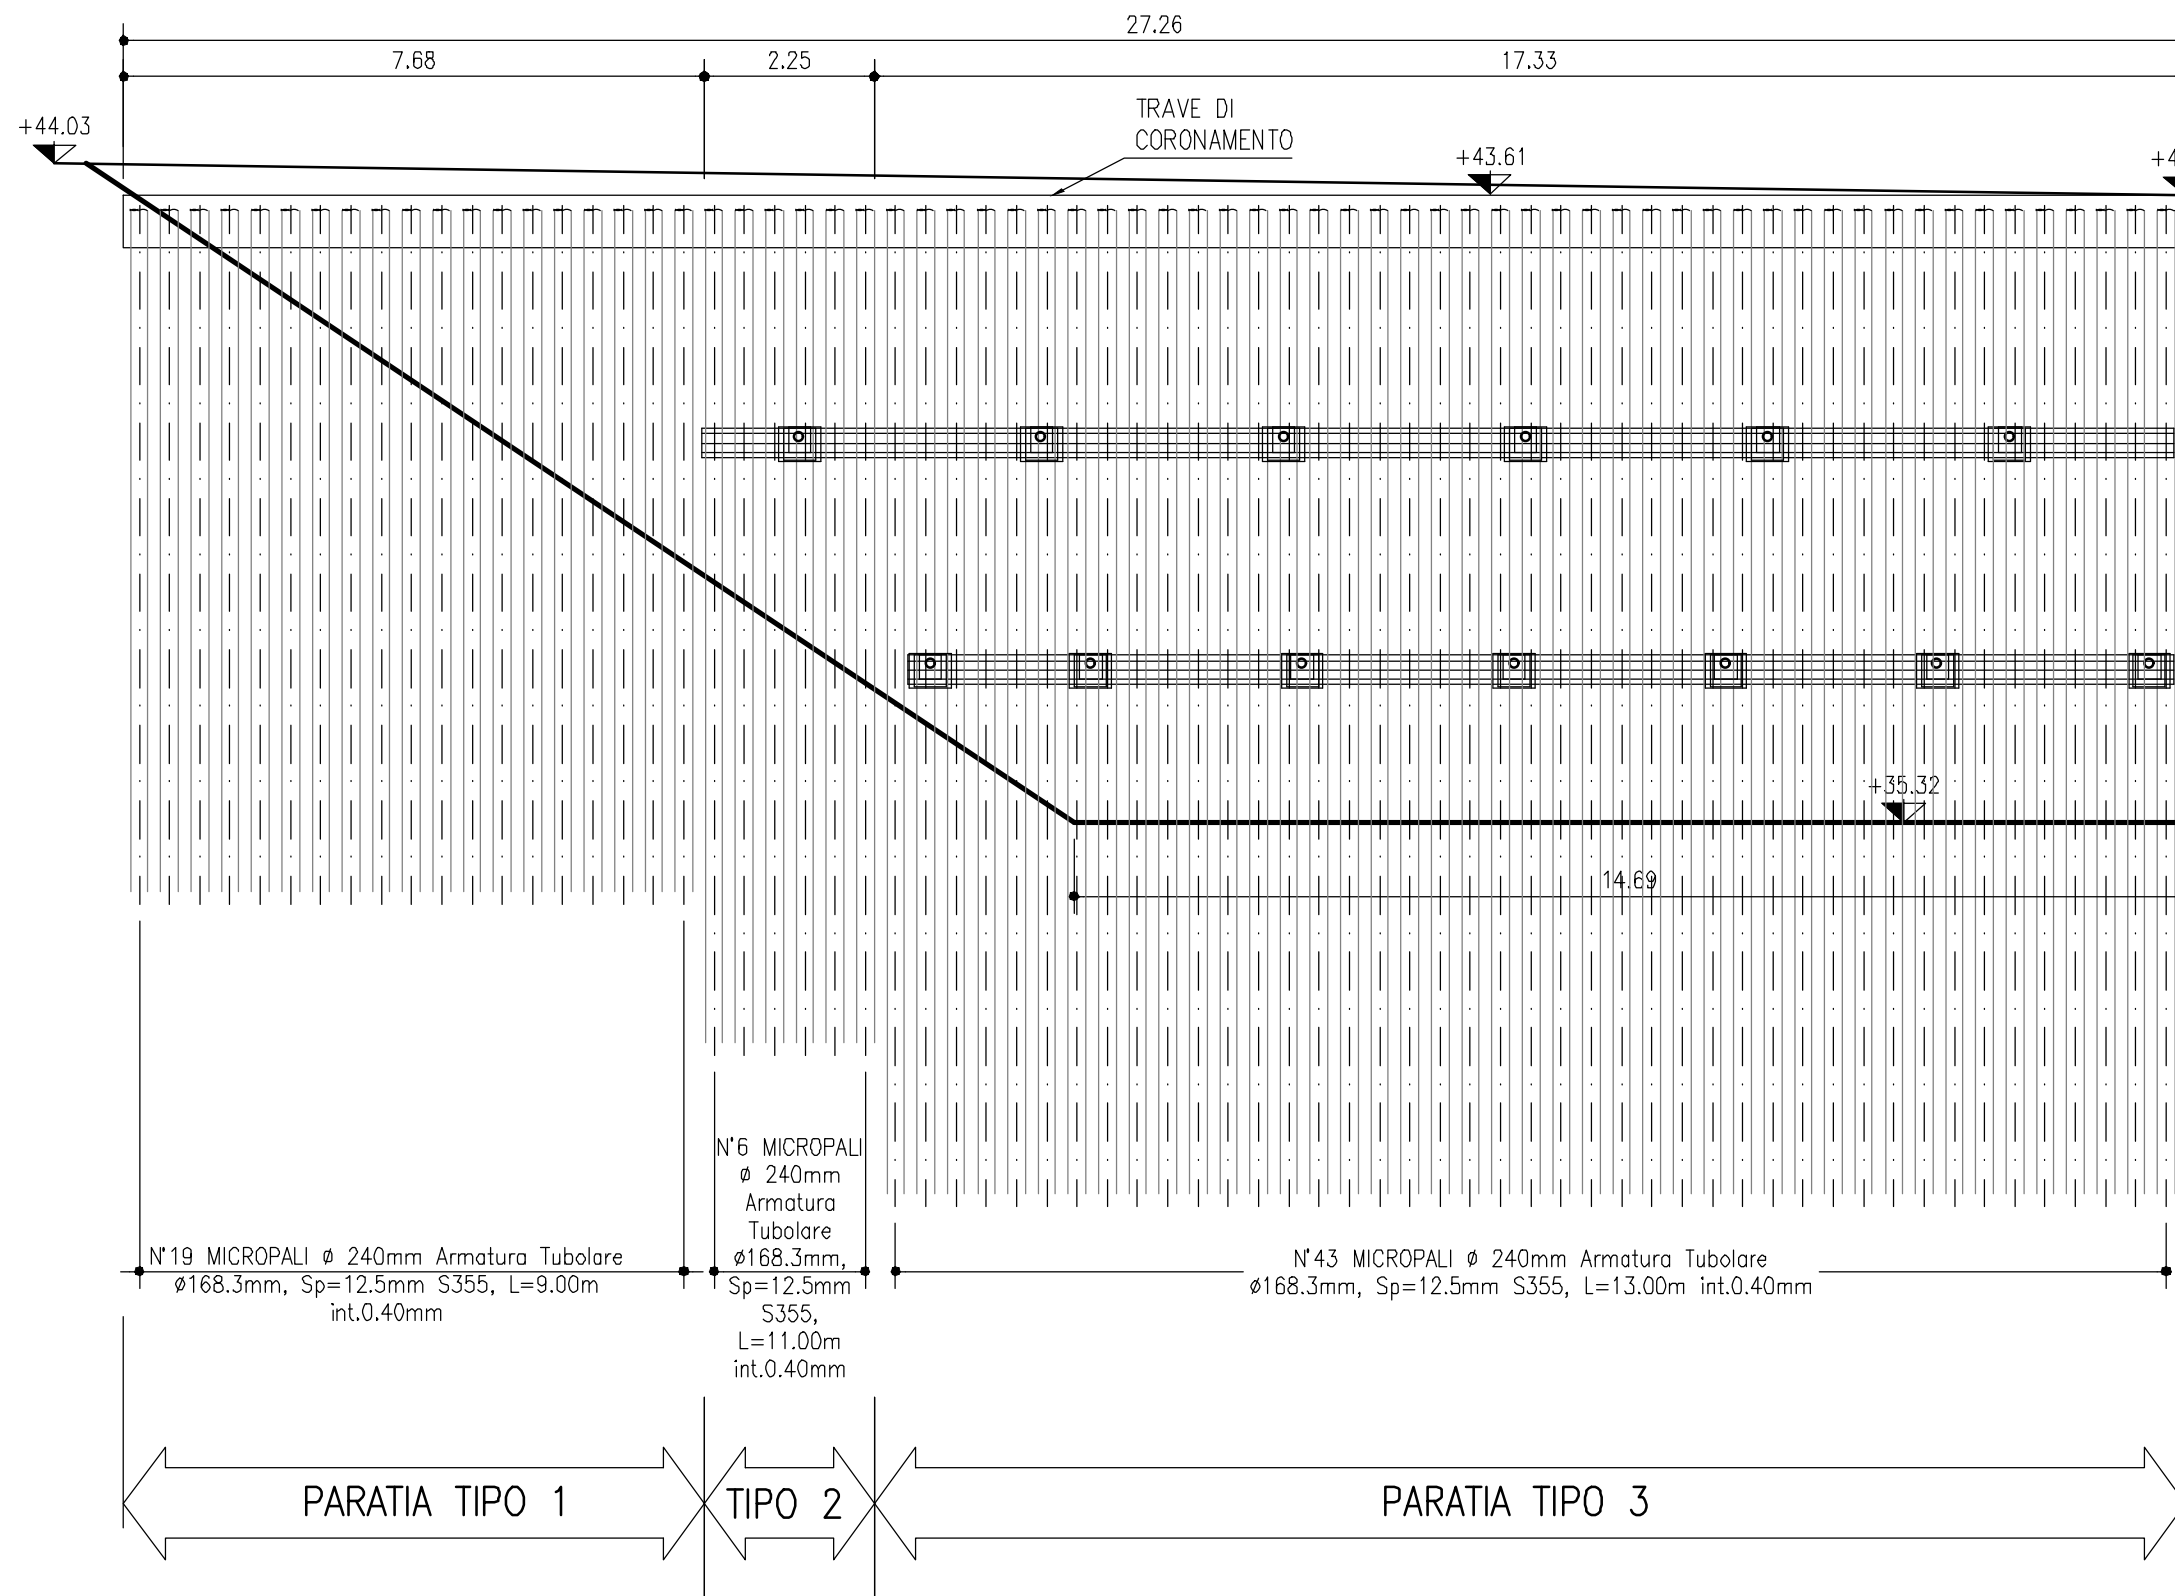 27.26
7.68
2.25
17.33
TRAVE DI
CORONAMENTO
+44.03
+43.61
+4
+35.32
14.69
N°19 MICROPALI ø 240mm Armatura Tubolare
ø168.3mm, Sp=12.5mm S355, L=9.00m
int.0.40mm
N°6 MICROPALI
ø 240mm
Armatura
Tubolare
ø168.3mm,
Sp=12.5mm
S355,
L=11.00m
int.0.40mm
N°43 MICROPALI ø 240mm Armatura Tubolare
ø168.3mm, Sp=12.5mm S355, L=13.00m int.0.40mm
PARATIA TIPO 1
TIPO 2
PARATIA TIPO 3